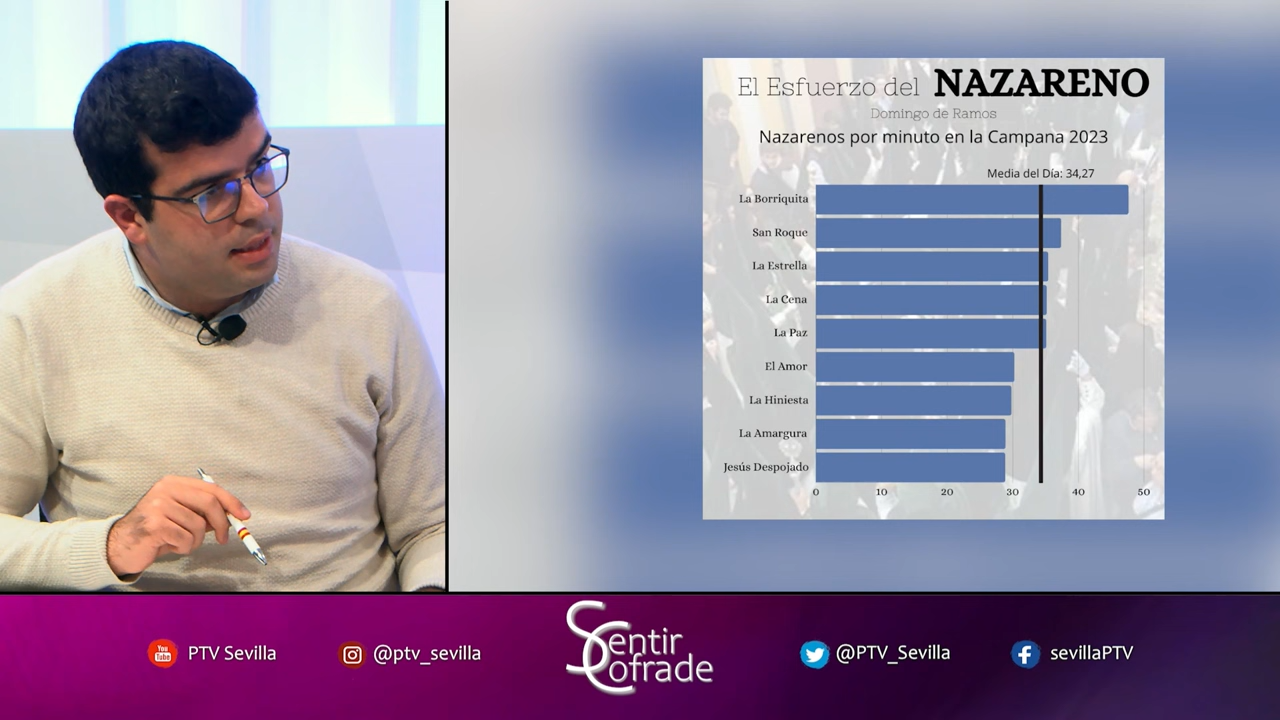 El Esfuerzo del NAZARENO
Domingo de Ramos
Nazarenos por minuto en la Campana 2023
Media del Día: 34,27
La Borriquita
San Roque
La Estrella
La Cena
La Paz
El Amor
La Hiniesta
La Amargura
Jesús Despojado
0 10 20 30 40 50
You Tube PTV Sevilla
@ptv_sevilla
Sentir Cofrade
@PTV_Sevilla
sevillaPTV